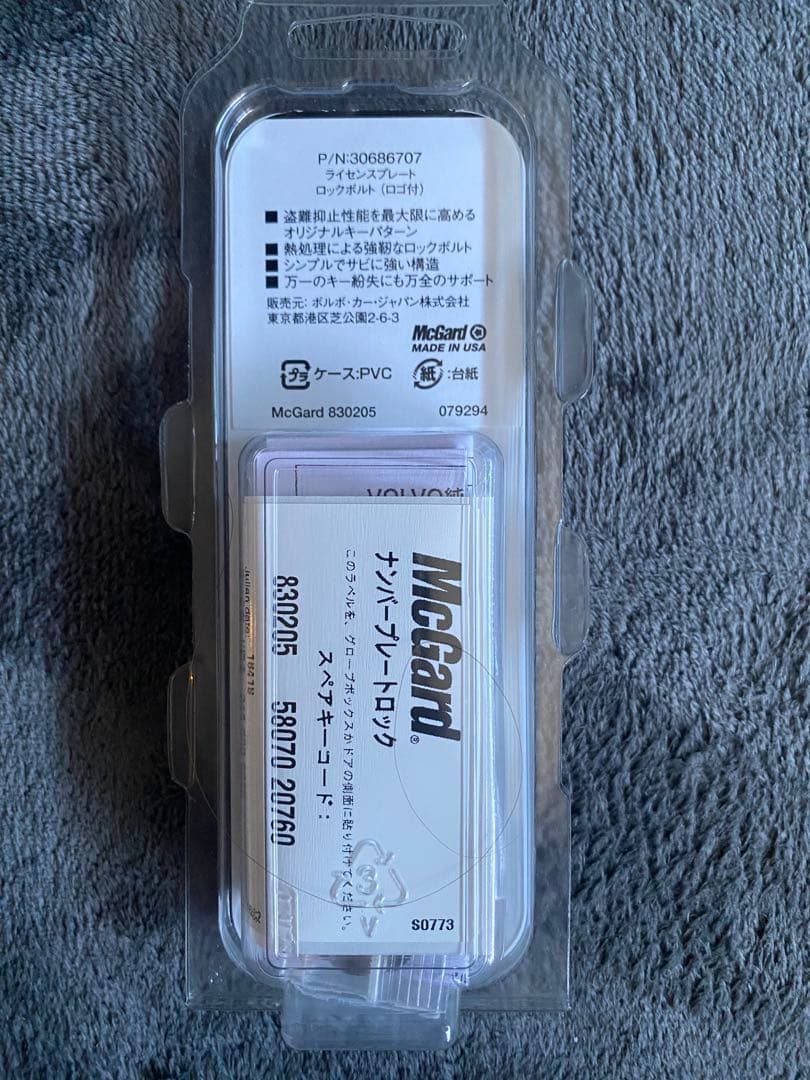 P/N:30686707
ライセンスプレート
ロックボルト（ロゴ付）
■ 盗難抑止性能を最大限に高める
オリジナルキーパターン
■ 熱処理による強靭なロックボルト
■ シンプルでサビに強い構造
■ 万一のキー紛失にも万全のサポート
販売元：ボルボ・カー・ジャパン株式会社
東京都港区芝公園2-6-3
McGard
MADE IN USA
プラ ケース:PVC 紙 :台紙
McGard 830205 079294
VOLVO純
McGard®
ナンバープレートロック
このラベルを、グローブボックスかドアの側面に貼り付けてください。
スペアキーコード：
830205 58070 20760
S0773